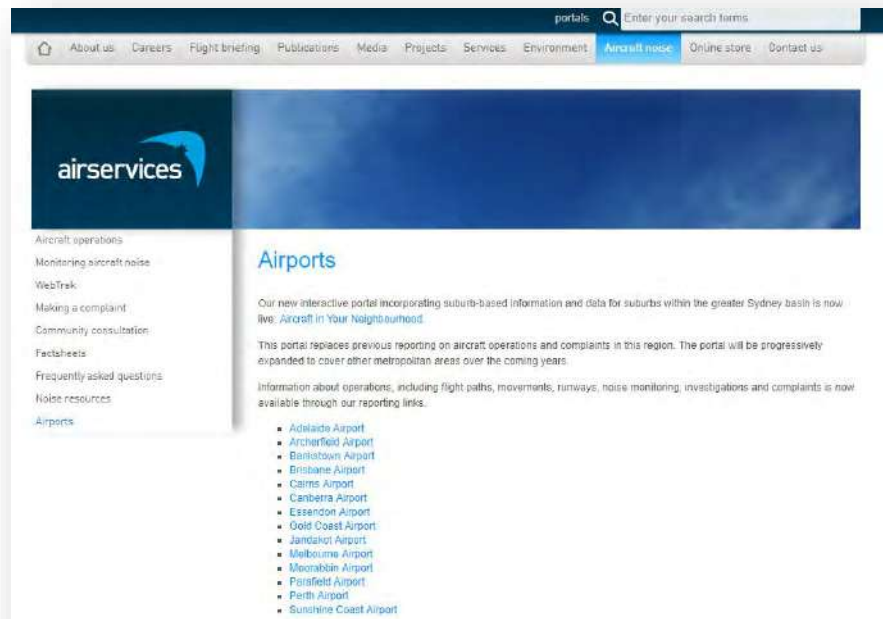 portals Enter your search terms
About us Careers Flight briefing Publications Media Projects Services Environment Aircraft noise Online store Contact us
airservices
Aircraft operations
Monitoring aircraft noise
WebTrak
Making a complaint
Community consultation
Factsheets
Frequently asked questions
Noise resources
Airports
Airports
Our new interactive portal incorporating suburb-based information and data for suburbs within the greater Sydney basin is now
live: Aircraft in Your Neighbourhood.
This portal replaces previous reporting on aircraft operations and complaints in this region. The portal will be progressively
expanded to cover other metropolitan areas over the coming years.
Information about operations, including flight paths, movements, runways, noise monitoring, investigations and complaints is now
available through our reporting links.
Adelaide Airport
Archerfield Airport
Bankstown Airport
Brisbane Airport
Cairns Airport
Canberra Airport
Essendon Airport
Gold Coast Airport
Jandakot Airport
Melbourne Airport
Moorabbin Airport
Parafield Airport
Perth Airport
Sunshine Coast Airport